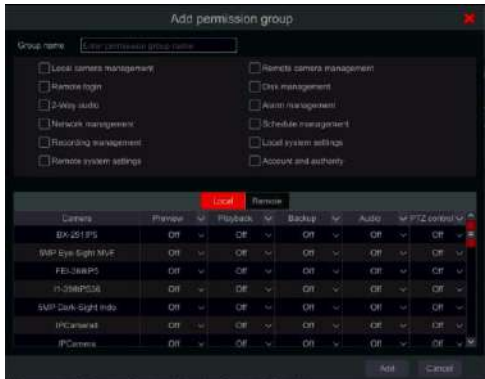 Add permission group
Group name Enter permission group name
Local camera management Remote camera management
Remote login Disk management
2-Way audio Alarm management
Network management Schedule management
Recording management Local system settings
Remote system settings Account and authority
Local Remote
Camera Preview Playback Backup Audio PTZ control
Off Off Off Off Off
5MP Eye-Sight MVF Off Off Off Off Off
Off Off Off Off Off
Off Off Off Off Off
5MP Dark-Sight Indo Off Off Off Off Off
Off Off Off Off Off
IPCamera Off Off Off Off Off
Add Cancel